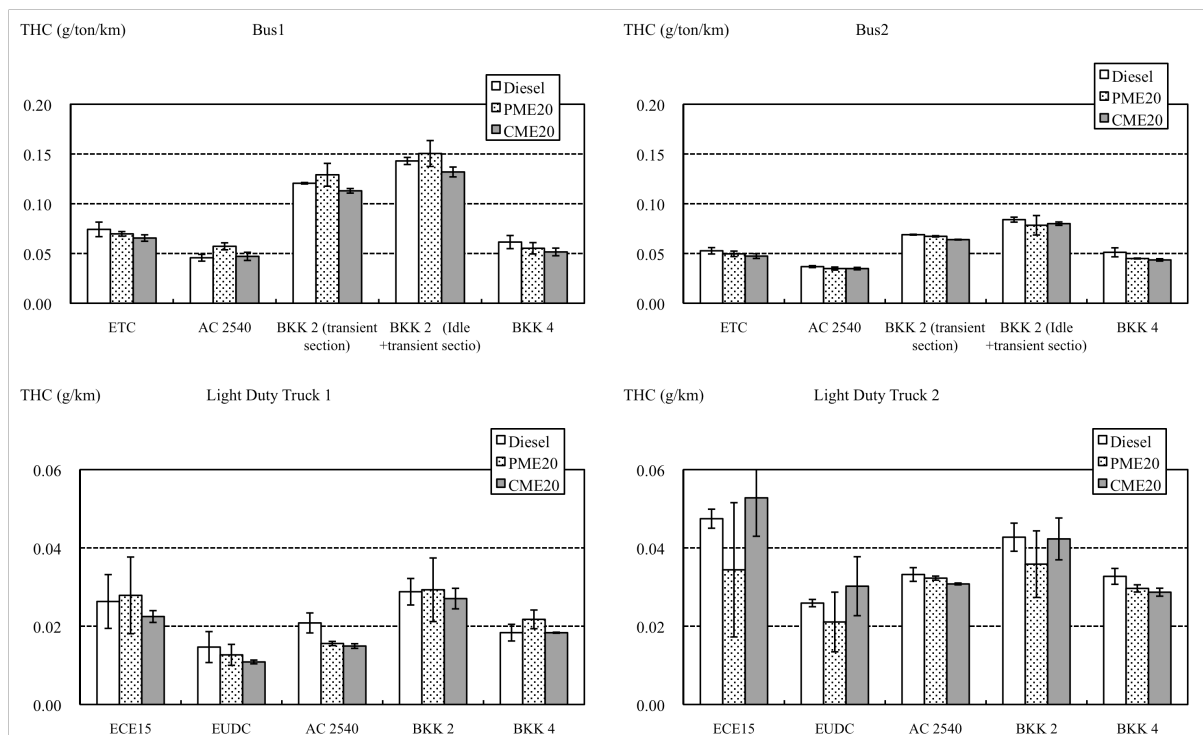 THC (g/ton/km) Bus1
Diesel
PME20
CME20
0.20
0.15
0.10
0.05
0.00
ETC AC 2540 BKK 2 (transient BKK 2 (Idle BKK 4
section) +transient sectio)
THC (g/ton/km) Bus2
Diesel
PME20
CME20
0.20
0.15
0.10
0.05
0.00
ETC AC 2540 BKK 2 (transient BKK 2 (Idle BKK 4
section) +transient sectio)
THC (g/km) Light Duty Truck 1
Diesel
PME20
CME20
0.06
0.04
0.02
0.00
ECE15 EUDC AC 2540 BKK 2 BKK 4
THC (g/km) Light Duty Truck 2
Diesel
PME20
CME20
0.06
0.04
0.02
0.00
ECE15 EUDC AC 2540 BKK 2 BKK 4